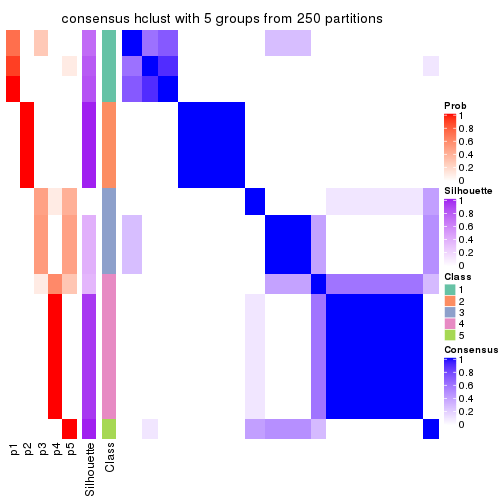 consensus hclust with 5 groups from 250 partitions
Prob
1
0.8
0.6
0.4
0.2
0
Silhouette
1
0.8
0.6
0.4
0.2
0
Class
1
2
3
4
5
Consensus
1
0.8
0.6
0.4
0.2
0
p1
p2
p3
p4
p5
Silhouette
Class